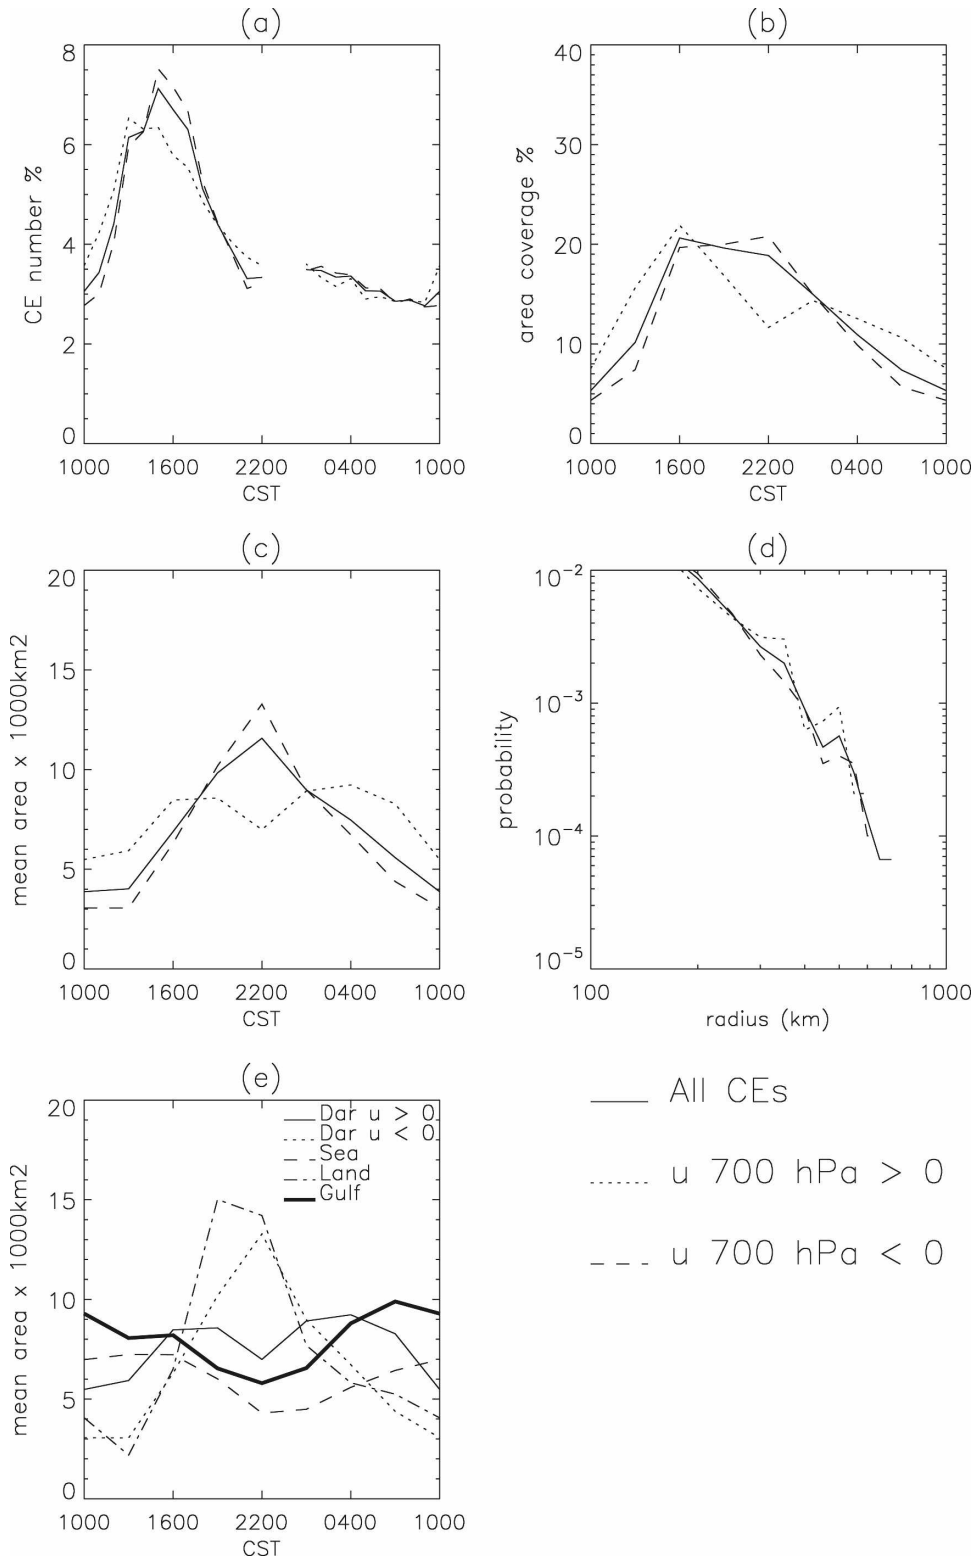 (a)
8
6
4
2
0
CE number %
1000 1600 2200 0400 1000
CST
(b)
40
30
20
10
0
area coverage %
1000 1600 2200 0400 1000
CST
(c)
20
15
10
5
0
mean area x 1000km2
1000 1600 2200 0400 1000
CST
(d)
10-2
10-3
10-4
10-5
probability
100 1000
radius (km)
(e)
20
15
10
5
0
mean area x 1000km2
Dar u > 0
Dar u < 0
Sea
Land
Gulf
1000 1600 2200 0400 1000
CST
All CEs
u 700 hPa > 0
u 700 hPa < 0